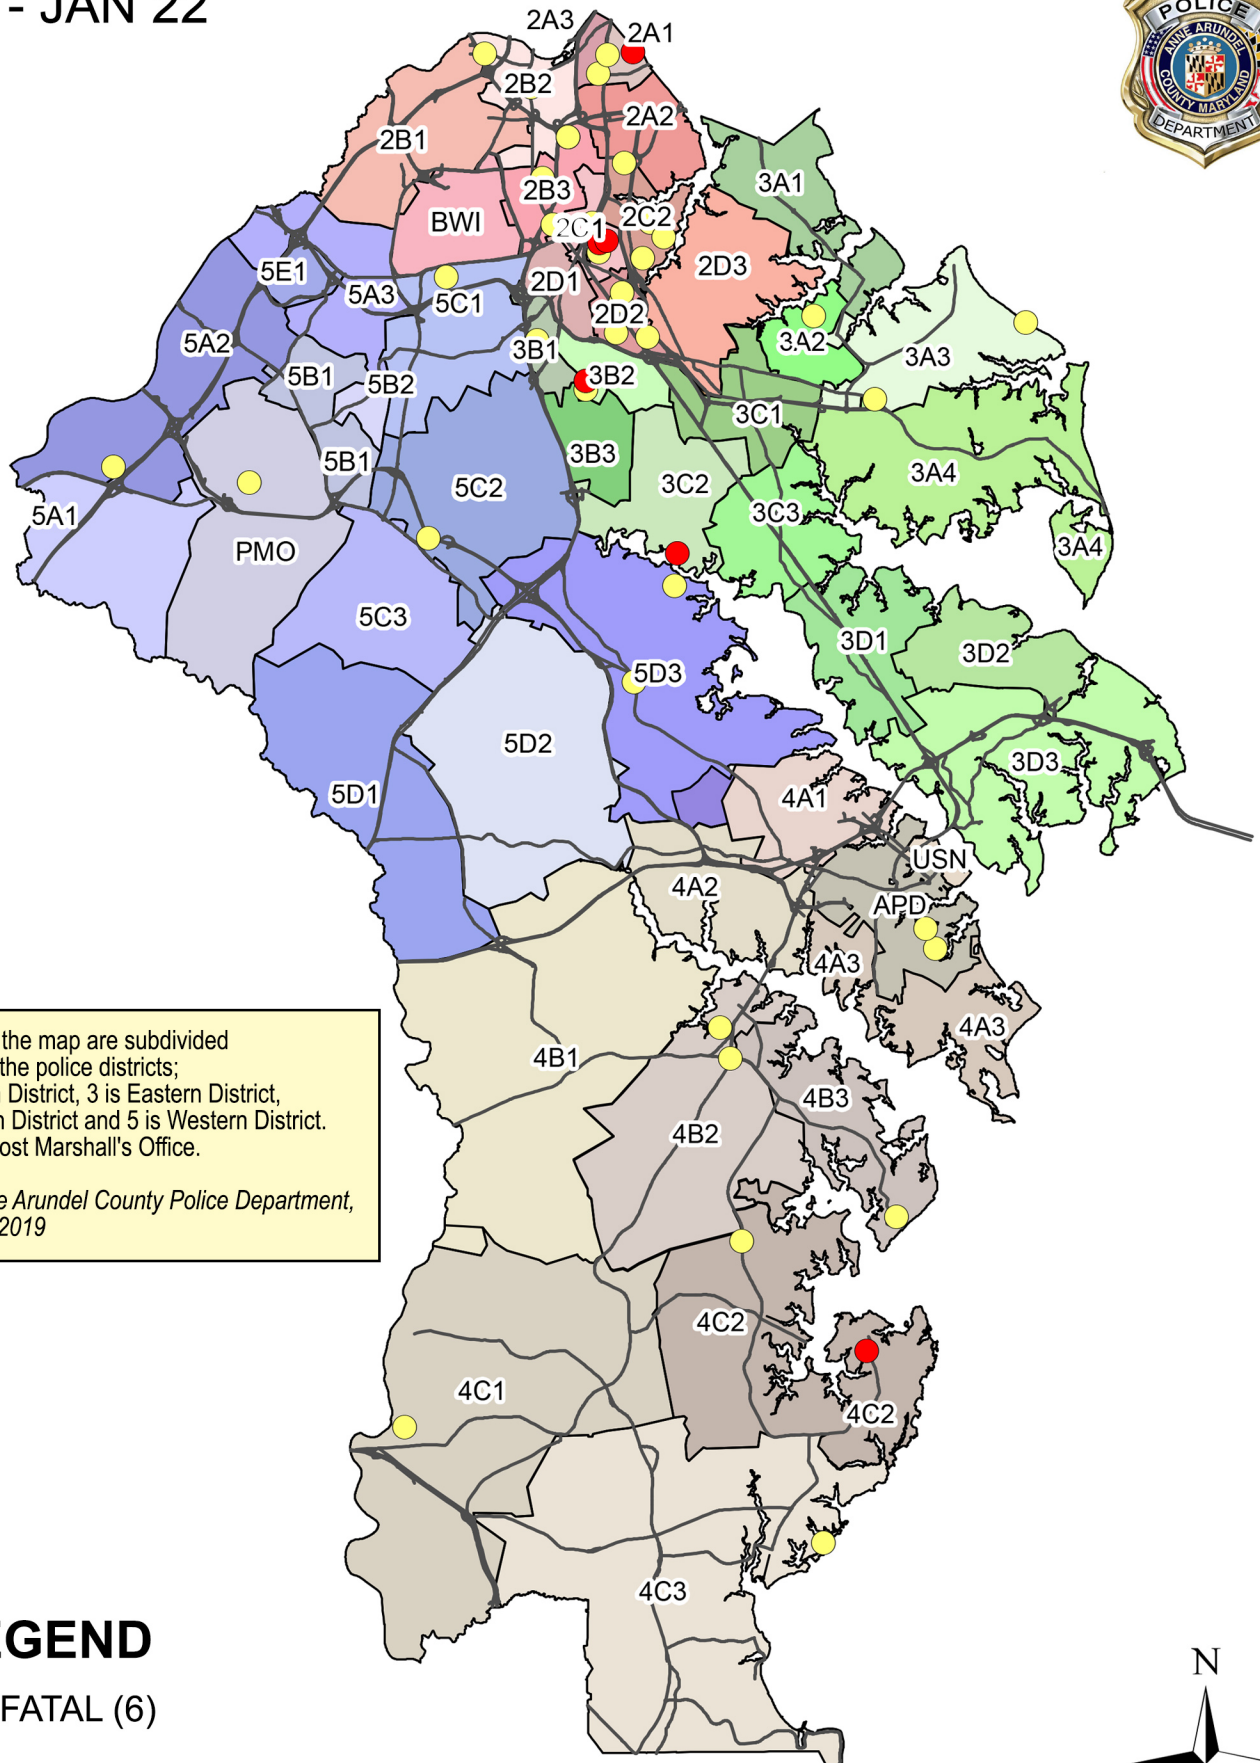 - JAN 22
POLICE
ANNE ARUNDEL
COUNTY MARYLAND
DEPARTMENT
2A3
2A1
2B2
2A2
2B1
3A1
2B3
BWI
2C1
2C2
2D3
5E1
2D1
5A3
5C1
2D2
5A2
3A2
3B1
3A3
5B1
5B2
3B2
3C1
3B3
5B1
3A4
5C2
3C2
5A1
3C3
PMO
3A4
5C3
3D1
3D2
5D3
5D2
3D3
5D1
4A1
USN
4A2
APD
4A3
4A3
4B1
4B3
4B2
the map are subdivided
the police districts;
District, 3 is Eastern District,
District and 5 is Western District.
ost Marshall's Office.
e Arundel County Police Department,
2019
4C2
4C1
4C2
4C3
EGEND
FATAL (6)
N